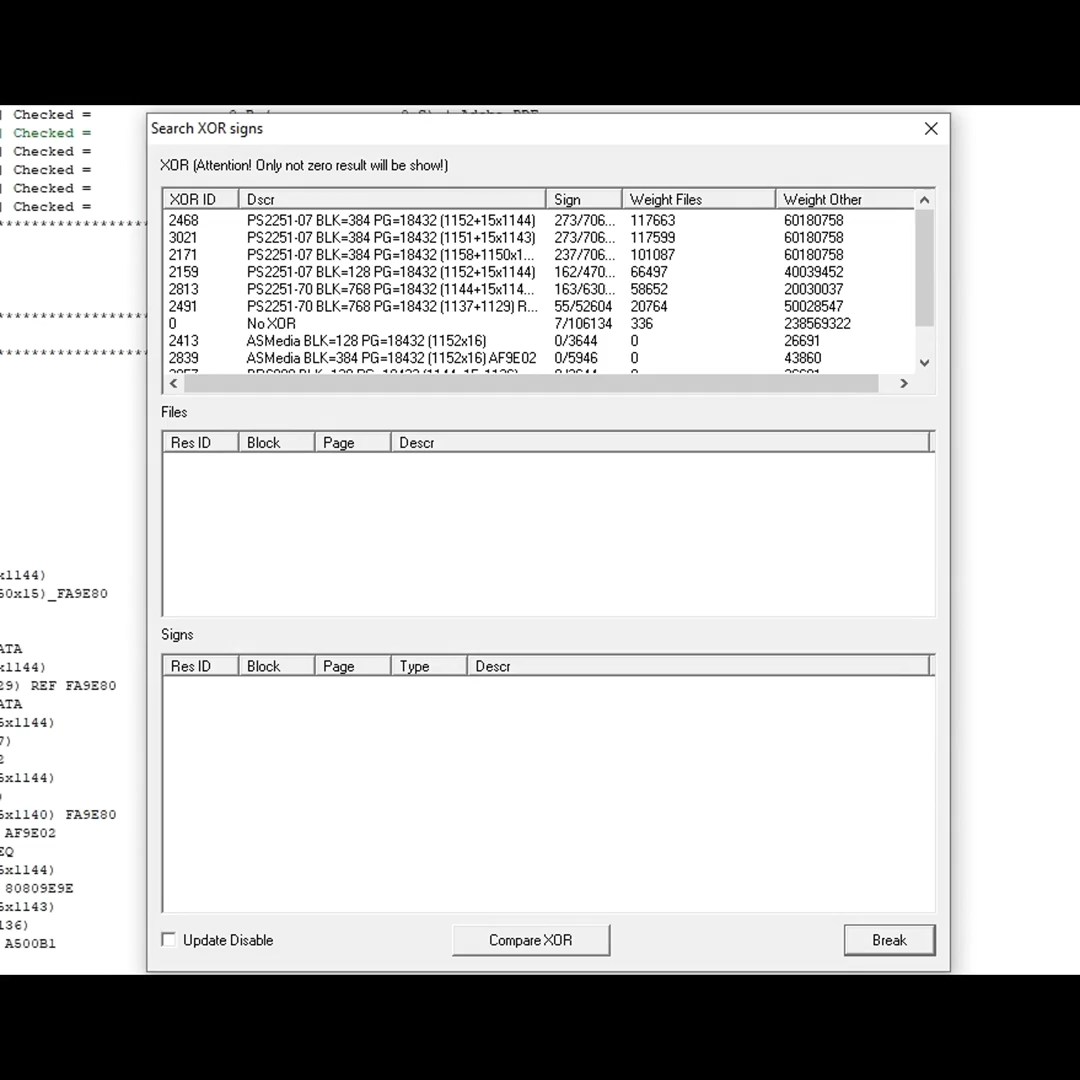 | Checked =
| Checked =
| Checked =
| Checked =
| Checked =
| Checked =
Search XOR signs
XOR (Attention! Only not zero result will be show!)
XOR ID Dscr Sign Weight Files Weight Other
2468 PS2251-07 BLK=384 PG=18432 (1152+15x1144) 273/706... 117663 60180758
3021 PS2251-07 BLK=384 PG=18432 (1151+15x1143) 273/706... 117599 60180758
2171 PS2251-07 BLK=384 PG=18432 (1158+1150x1... 237/706... 101087 60180758
2159 PS2251-07 BLK=128 PG=18432 (1152+15x1144) 162/470... 66497 40039452
2813 PS2251-70 BLK=768 PG=18432 (1144+15x114... 163/630... 58652 20030037
2491 PS2251-70 BLK=768 PG=18432 (1137+1129) R... 55/52604 20764 50028547
0 No XOR 7/106134 336 238569322
2413 ASMedia BLK=128 PG=18432 (1152x16) 0/3644 0 26691
2839 ASMedia BLK=384 PG=18432 (1152x16) AF9E02 0/5946 0 43860
Files
Res ID Block Page Descr
Signs
Res ID Block Page Type Descr
Update Disable Compare XOR Break
x1144)
50x15)_FA9E80
ATA
x1144)
29) REF FA9E80
ATA
5x1144)
7)
2
5x1144)
5x1140) FA9E80
AF9E02
EQ
5x1144)
80809E9E
5x1143)
136)
A500B1